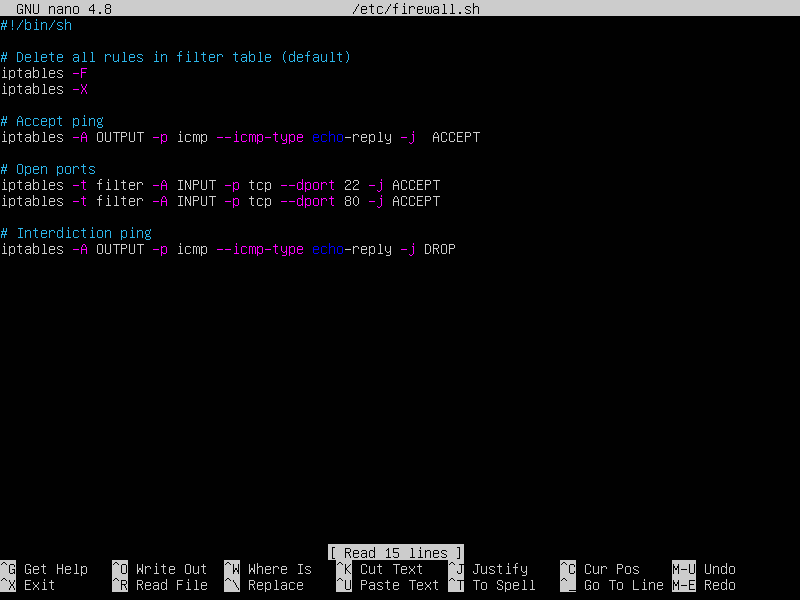 GNU nano 4.8 /etc/firewall.sh
#!/bin/sh
# Delete all rules in filter table (default)
iptables -F
iptables -X
# Accept ping
iptables -A OUTPUT -p icmp --icmp-type echo-reply -j  ACCEPT
# Open ports
iptables -t filter -A INPUT -p tcp --dport 22 -j ACCEPT
iptables -t filter -A INPUT -p tcp --dport 80 -j ACCEPT
# Interdiction ping
iptables -A OUTPUT -p icmp --icmp-type echo-reply -j DROP
[ Read 15 lines ]
^G Get Help ^O Write Out ^W Where Is ^K Cut Text ^J Justify ^C Cur Pos M-U Undo
^X Exit ^R Read File ^\ Replace ^U Paste Text ^T To Spell ^_ Go To Line M-E Redo